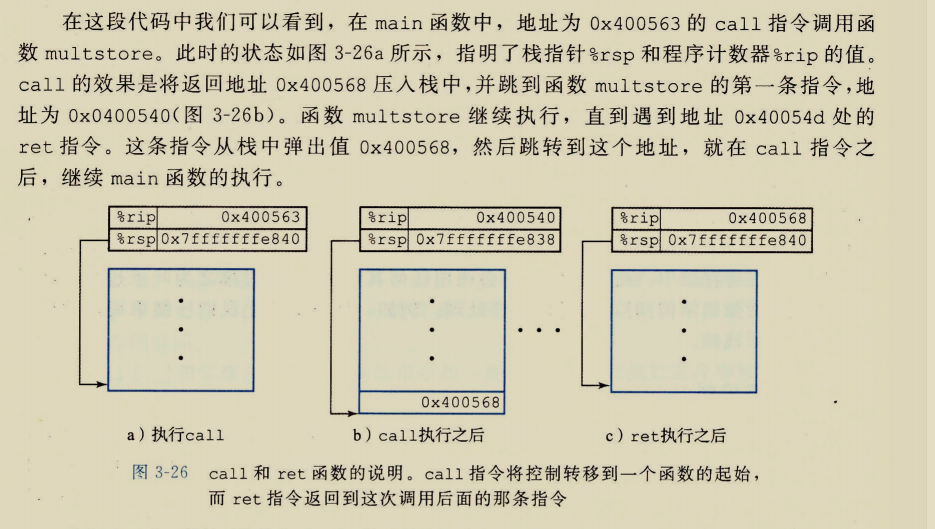 在这段代码中我们可以看到，在 main 函数中，地址为 0x400563 的 call 指令调用函
数 multstore。此时的状态如图 3-26a 所示，指明了栈指针%rsp 和程序计数器%rip 的值。
call 的效果是将返回地址 0x400568 压入栈中，并跳到函数 multstore 的第一条指令，地
址为 0x0400540(图 3-26b)。函数 multstore 继续执行，直到遇到地址 0x40054d 处的
ret 指令。这条指令从栈中弹出值 0x400568，然后跳转到这个地址，就在 call 指令之
后，继续 main 函数的执行。
%rip 0x400563 %rip 0x400540 %rip 0x400568
%rsp 0x7fffffffe840 %rsp 0x7fffffffe838 %rsp 0x7fffffffe840
0x400568
a）执行call b）call执行之后 c）ret执行之后
图 3-26 call 和 ret 函数的说明。call 指令将控制转移到一个函数的起始，
而 ret 指令返回到这次调用后面的那条指令